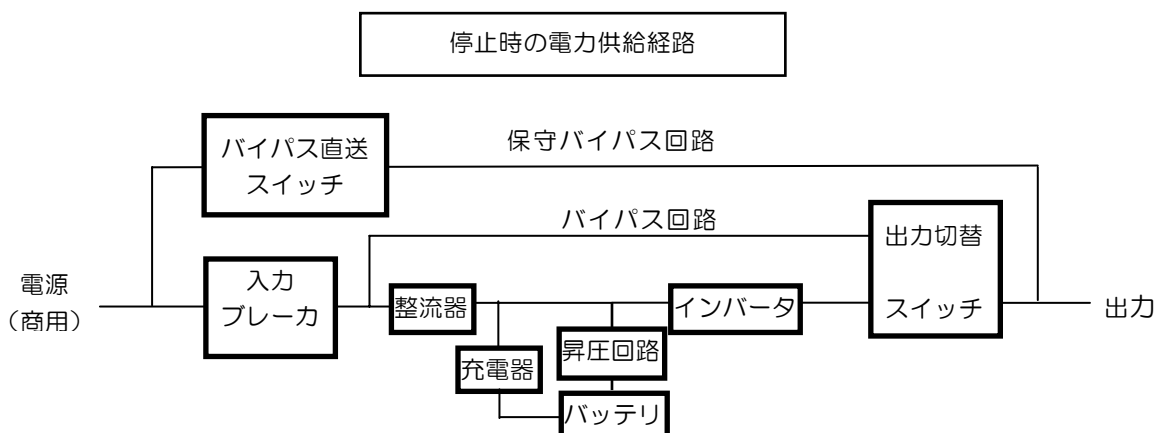 停止時の電力供給経路
バイパス直送
スイッチ
保守バイパス回路
バイパス回路
出力切替
スイッチ
電源
（商用）
入力
ブレーカ
整流器
インバータ
出力
充電器
昇圧回路
バッテリ